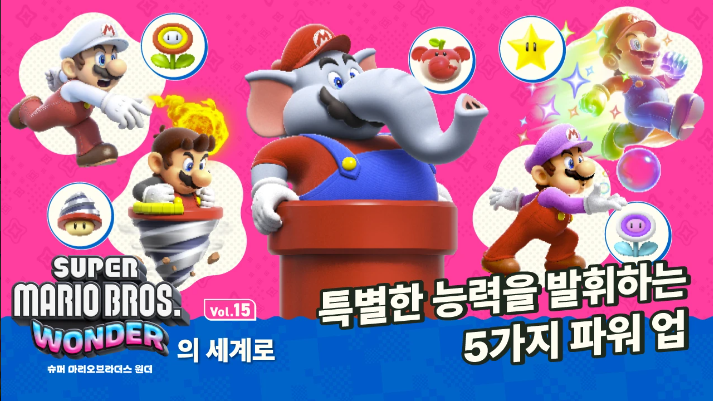 SUPER
MARIO BROS.
WONDER
슈퍼 마리오브라더스 원더
의 세계로
Vol.15
특별한 능력을 발휘하는
5가지 파워 업